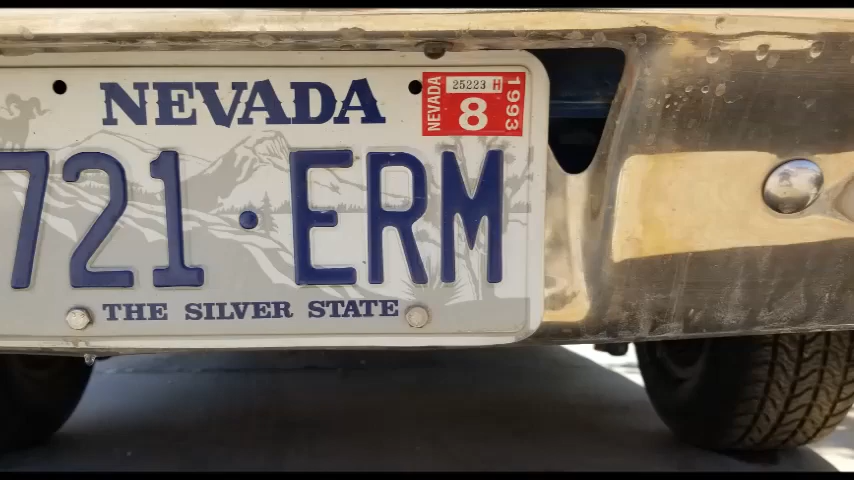 NEVADA
NEVADA 25223 H 1993
8
721·ERM
THE SILVER STATE